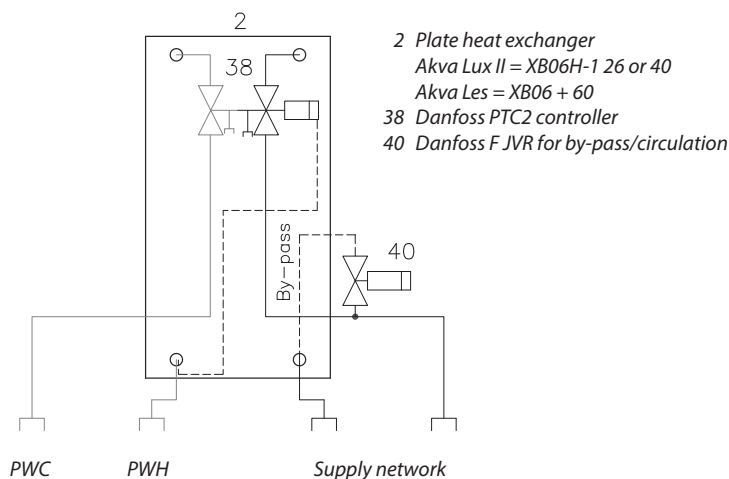 2
38
By-pass
40
2 Plate heat exchanger
Akva Lux II = XB06H-1 26 or 40
Akva Les = XB06 + 60
38 Danfoss PTC2 controller
40 Danfoss FJVR for by-pass/circulation
PWC PWH Supply network